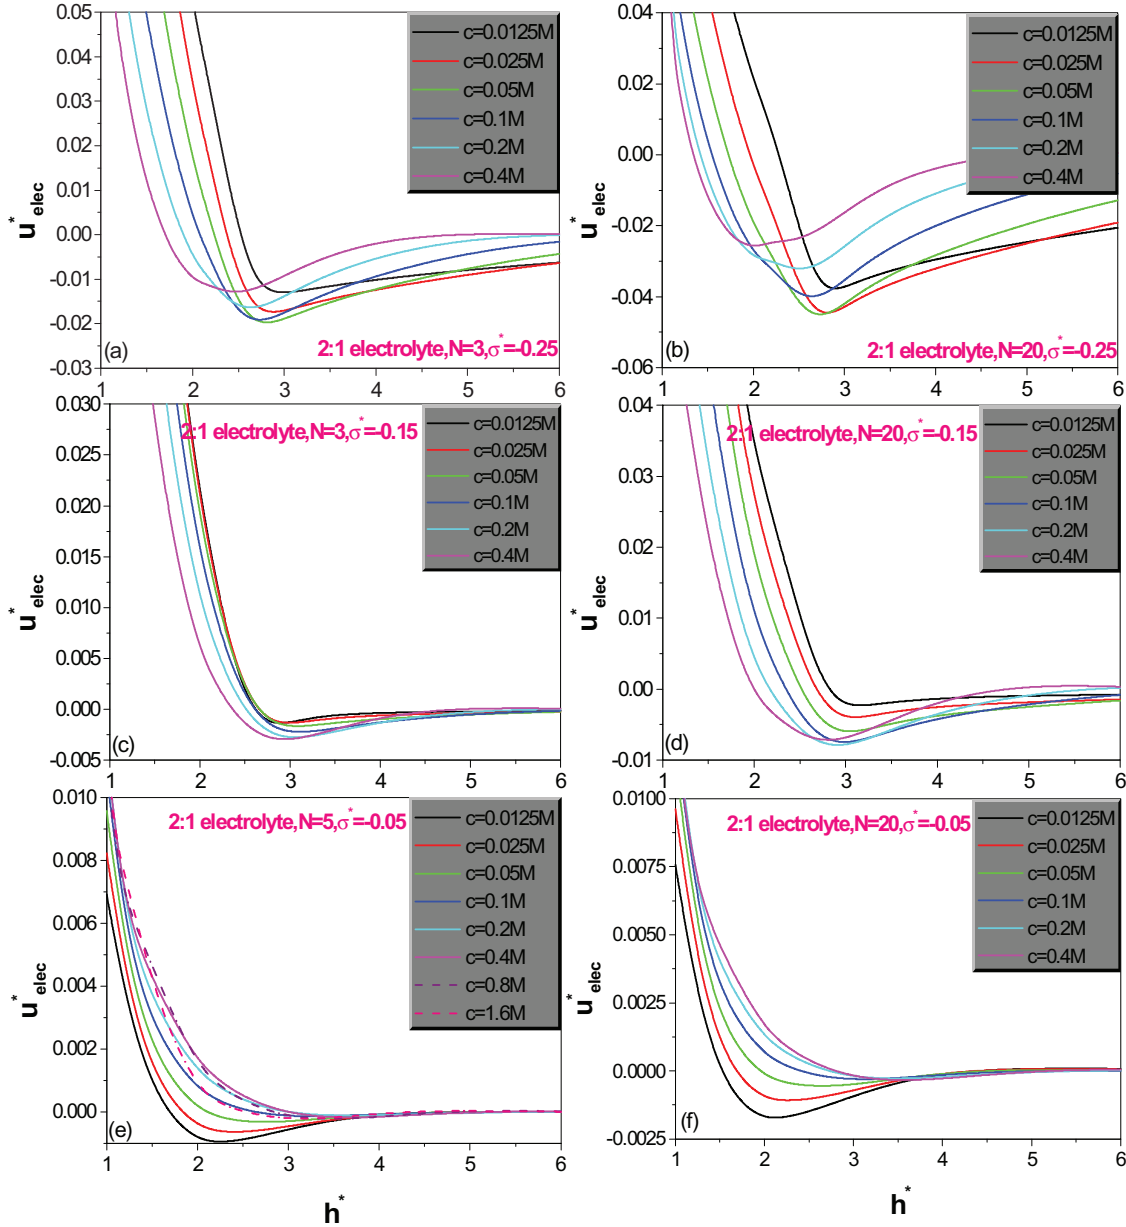 0.05
0.04
0.03
0.02
0.01
0.00
-0.01
-0.02
-0.03
u*elec
c=0.0125M
c=0.025M
c=0.05M
c=0.1M
c=0.2M
c=0.4M
(a)
2:1 electrolyte,N=3,σ*=-0.25
1 2 3 4 5 6
0.04
0.02
0.00
-0.02
-0.04
-0.06
u*elec
c=0.0125M
c=0.025M
c=0.05M
c=0.1M
c=0.2M
c=0.4M
(b)
2:1 electrolyte,N=20,σ*=-0.25
1 2 3 4 5 6
0.030
0.025
0.020
0.015
0.010
0.005
0.000
-0.005
u*elec
2:1 electrolyte,N=3,σ*=-0.15
c=0.0125M
c=0.025M
c=0.05M
c=0.1M
c=0.2M
c=0.4M
(c)
1 2 3 4 5 6
0.04
0.03
0.02
0.01
0.00
-0.01
u*elec
2:1 electrolyte,N=20,σ*=-0.15
c=0.0125M
c=0.025M
c=0.05M
c=0.1M
c=0.2M
c=0.4M
(d)
1 2 3 4 5 6
0.010
0.008
0.006
0.004
0.002
0.000
u*elec
2:1 electrolyte,N=5,σ*=-0.05
c=0.0125M
c=0.025M
c=0.05M
c=0.1M
c=0.2M
c=0.4M
c=0.8M
c=1.6M
(e)
1 2 3 4 5 6
h*
0.0100
0.0075
0.0050
0.0025
0.0000
-0.0025
u*elec
2:1 electrolyte,N=20,σ*=-0.05
c=0.0125M
c=0.025M
c=0.05M
c=0.1M
c=0.2M
c=0.4M
(f)
1 2 3 4 5 6
h*